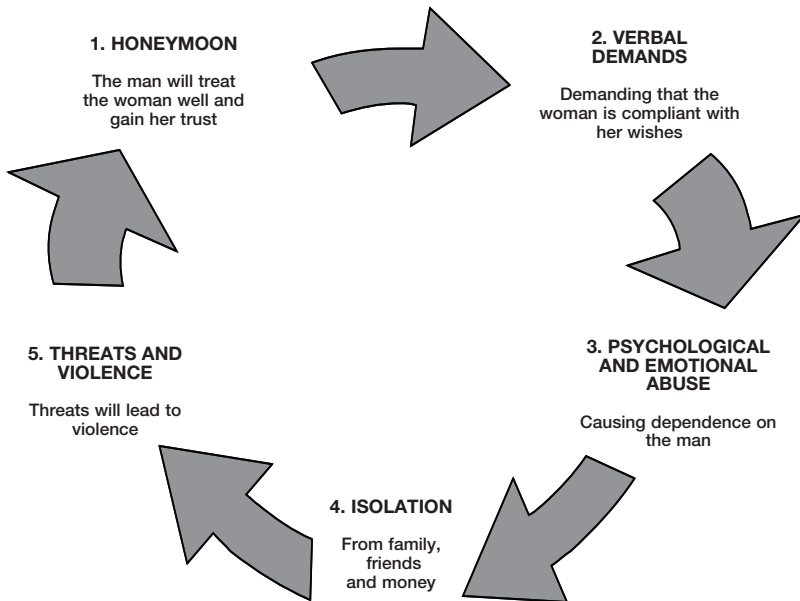 1. HONEYMOON
The man will treat
the woman well and
gain her trust
2. VERBAL
DEMANDS
Demanding that the
woman is compliant with
her wishes
3. PSYCHOLOGICAL
AND EMOTIONAL
ABUSE
Causing dependence on
the man
4. ISOLATION
From family,
friends
and money
5. THREATS AND
VIOLENCE
Threats will lead to
violence